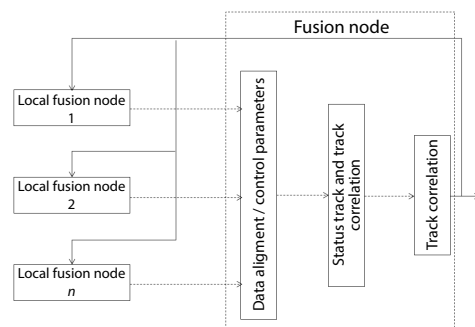 Fusion node
Local fusion node
1
Local fusion node
2
Local fusion node
n
Data aligment / control parameters
Status track and track
correlation
Track correlation